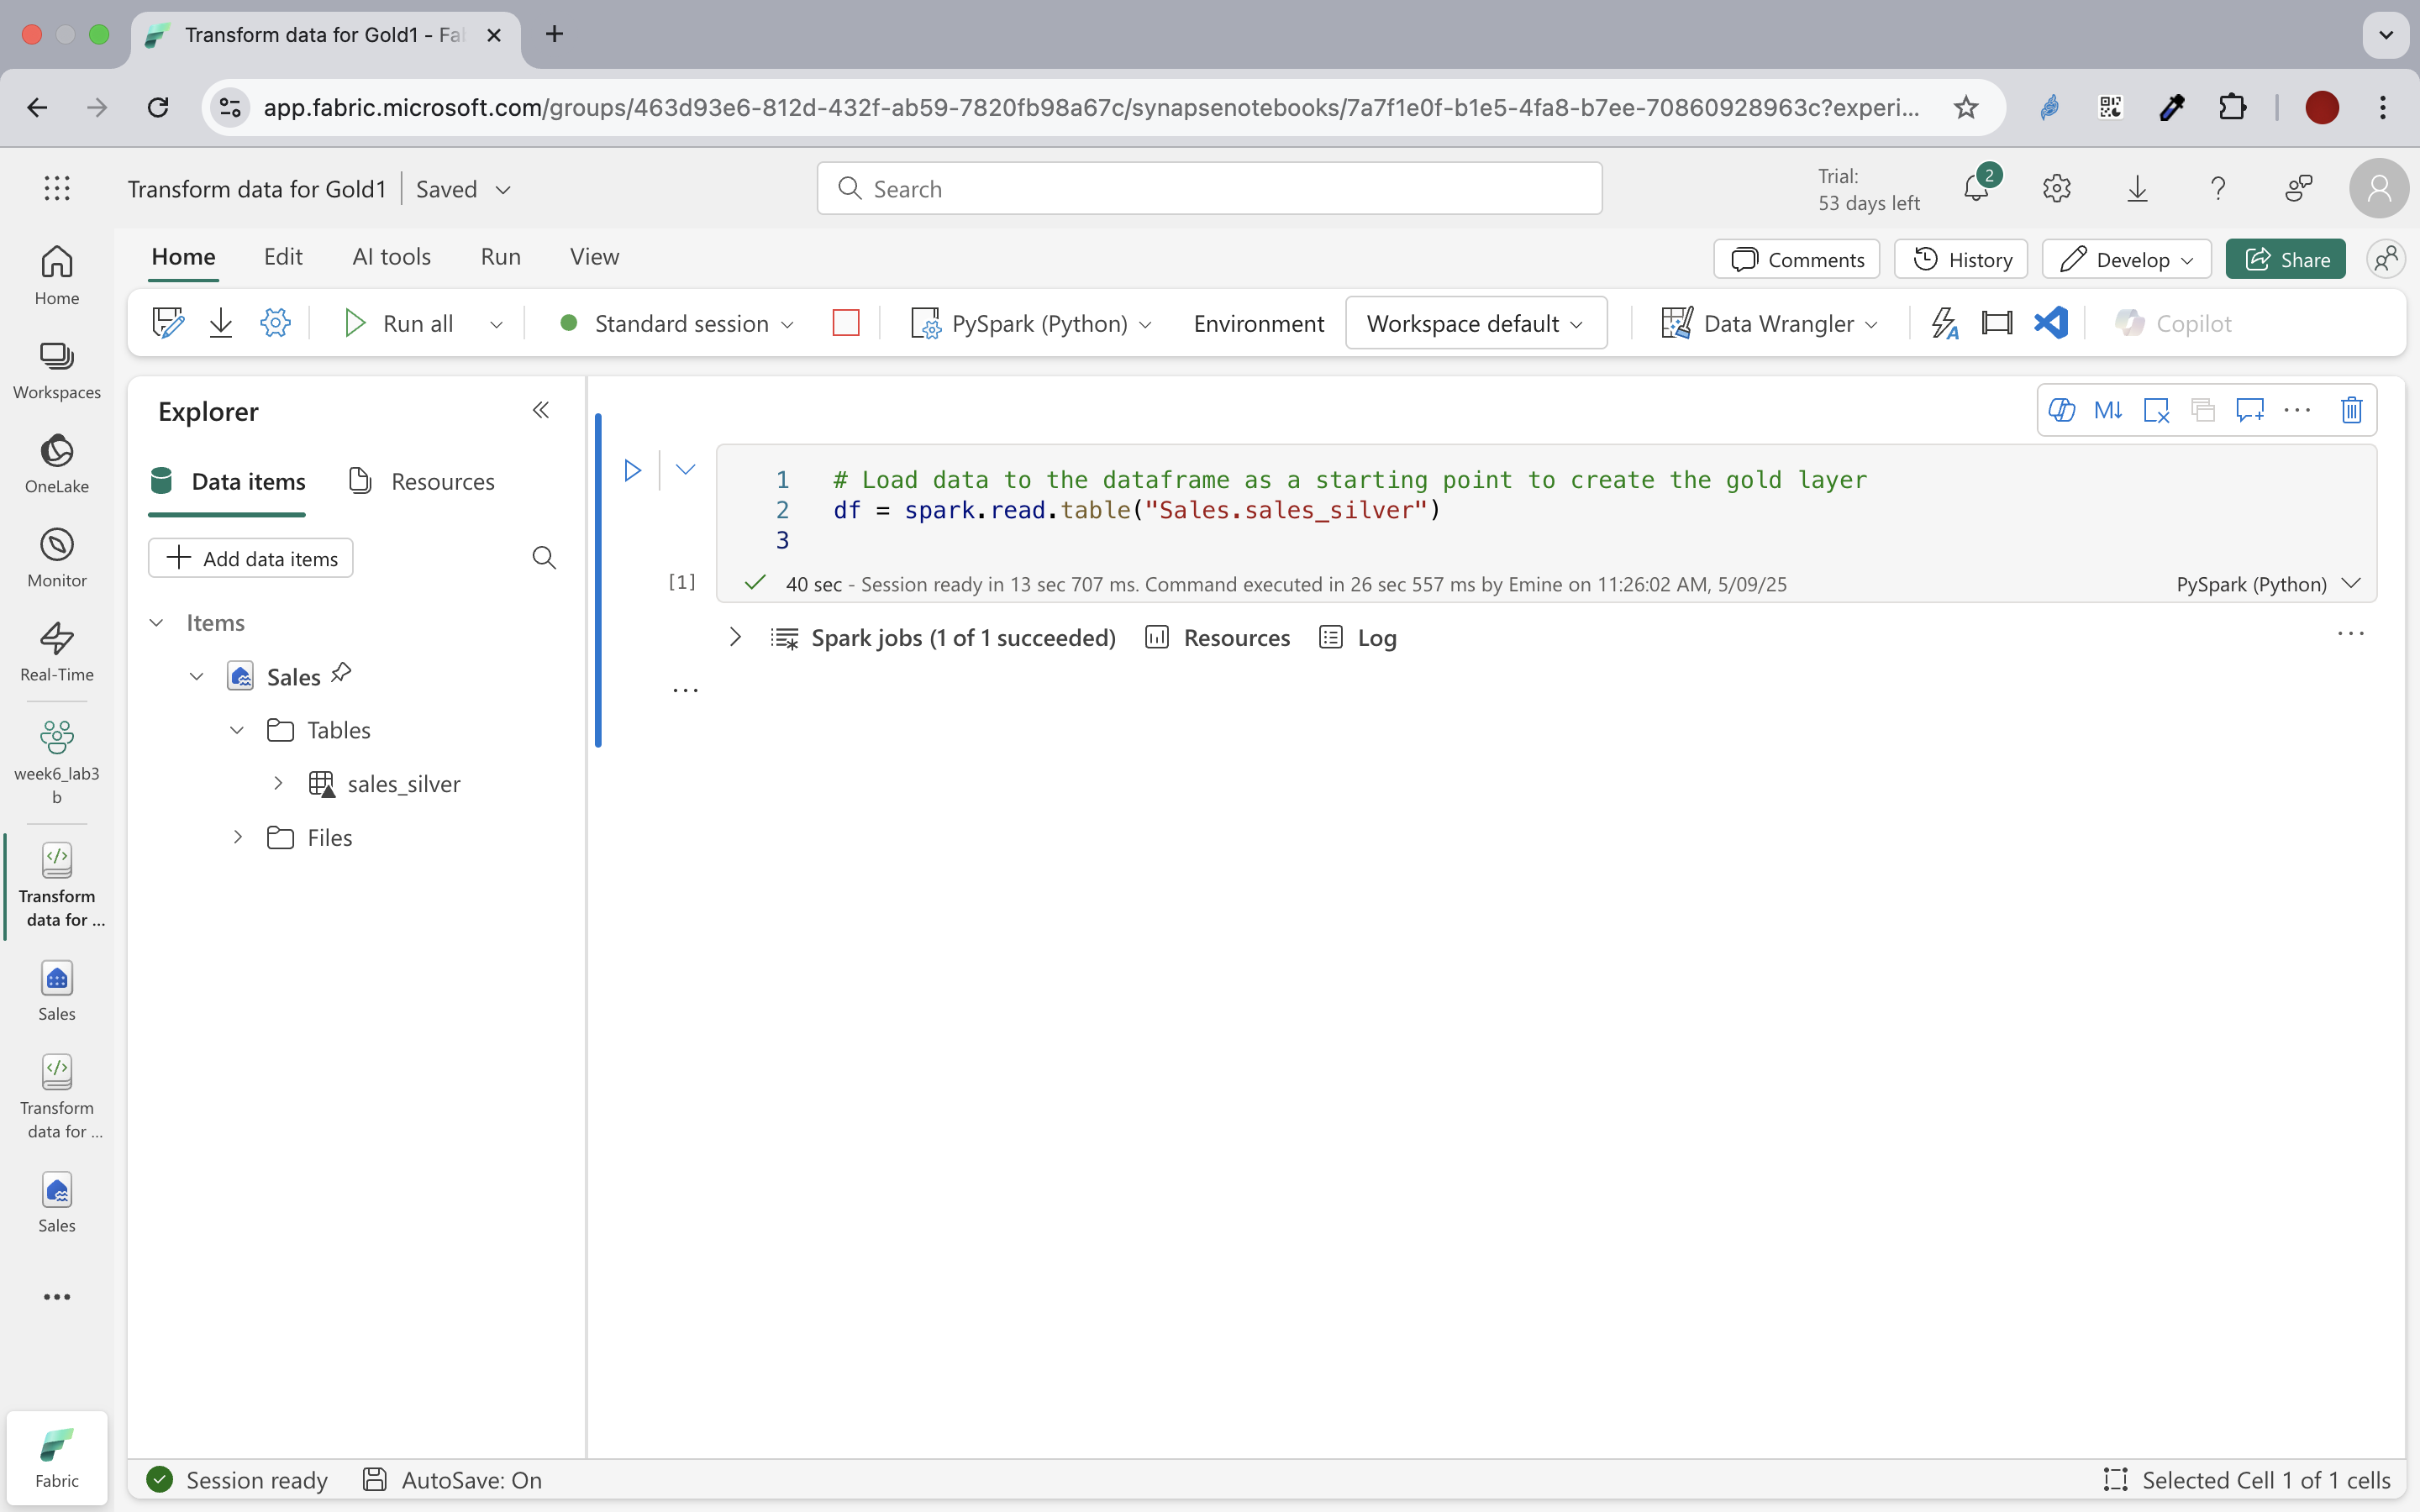 Transform data for Gold1 - Fa
app.fabric.microsoft.com/groups/463d93e6-812d-432f-ab59-7820fb98a67c/synapsenotebooks/7a7f1e0f-b1e5-4fa8-b7ee-70860928963c?experi...
Transform data for Gold1
Saved
Search
Trial:
53 days left
2
Home
Edit
AI tools
Run
View
Comments
History
Develop
Share
Run all
Standard session
PySpark (Python)
Environment
Workspace default
Data Wrangler
Copilot
Home
Workspaces
OneLake
Monitor
Real-Time
week6_lab3
b
Transform
data for ...
Sales
Transform
data for ...
Sales
Fabric
Explorer
Data items
Resources
Add data items
Items
Sales
Tables
sales_silver
Files
M↓
1 # Load data to the dataframe as a starting point to create the gold layer
2 df = spark.read.table("Sales.sales_silver")
3
[1]
40 sec - Session ready in 13 sec 707 ms. Command executed in 26 sec 557 ms by Emine on 11:26:02 AM, 5/09/25
PySpark (Python)
Spark jobs (1 of 1 succeeded)
Resources
Log
Session ready
AutoSave: On
Selected Cell 1 of 1 cells